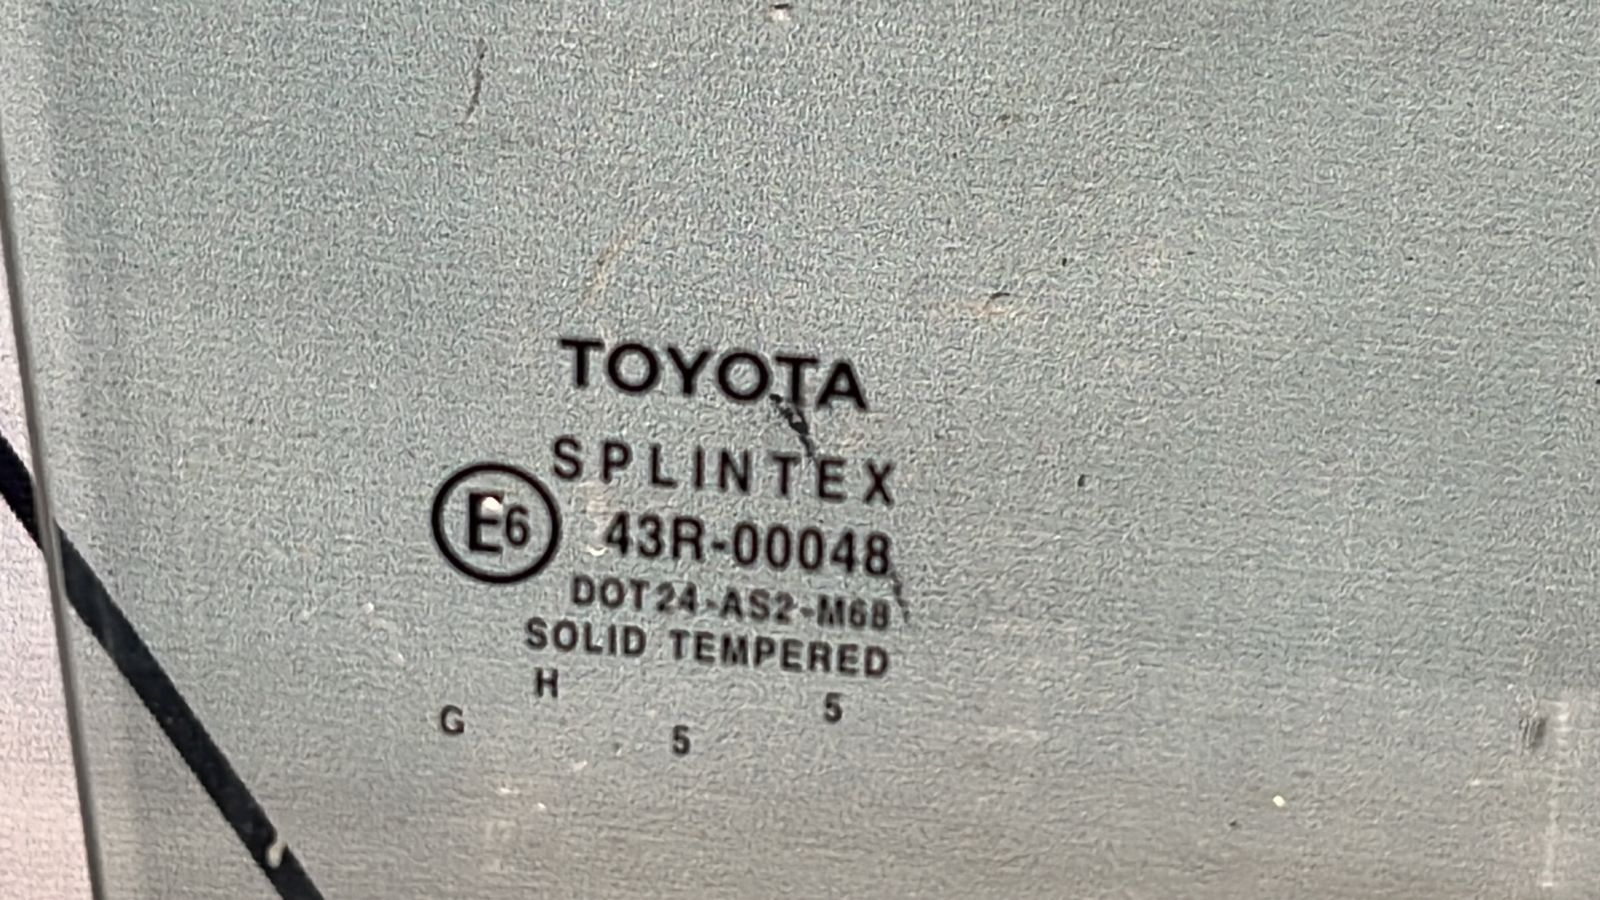 TOYOTA
SPLINTEX
E6 43R-00048
DOT24-AS2-M68
SOLID TEMPERED
H 5
G 5